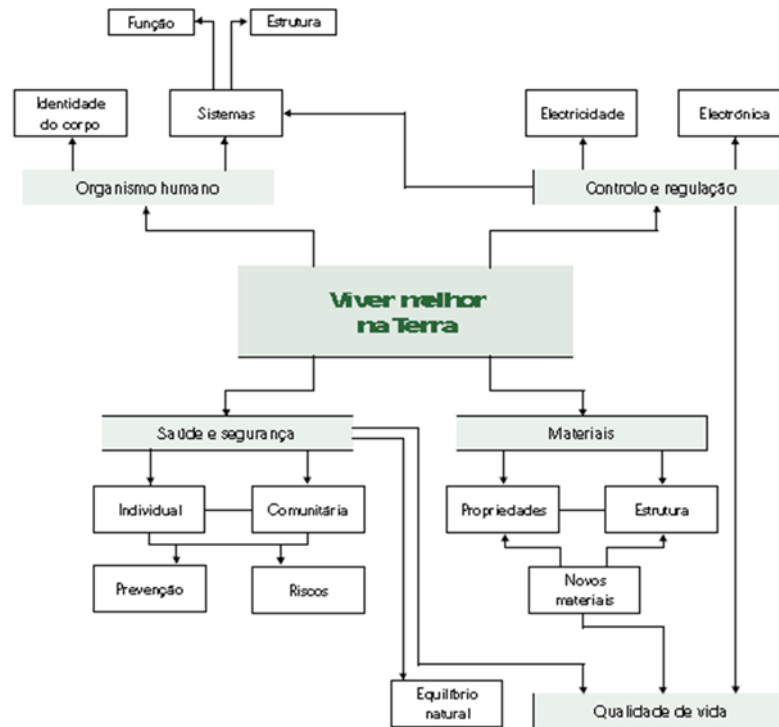 Função
Estrutura
Identidade
do corpo
Sistemas
Electricidade
Electrónica
Organismo humano
Controlo e regulação
Viver melhor
na Terra
Saúde e segurança
Materiais
Individual
Comunitária
Propriedades
Estrutura
Prevenção
Riscos
Novos
materiais
Equilíbrio
natural
Qualidade de vida